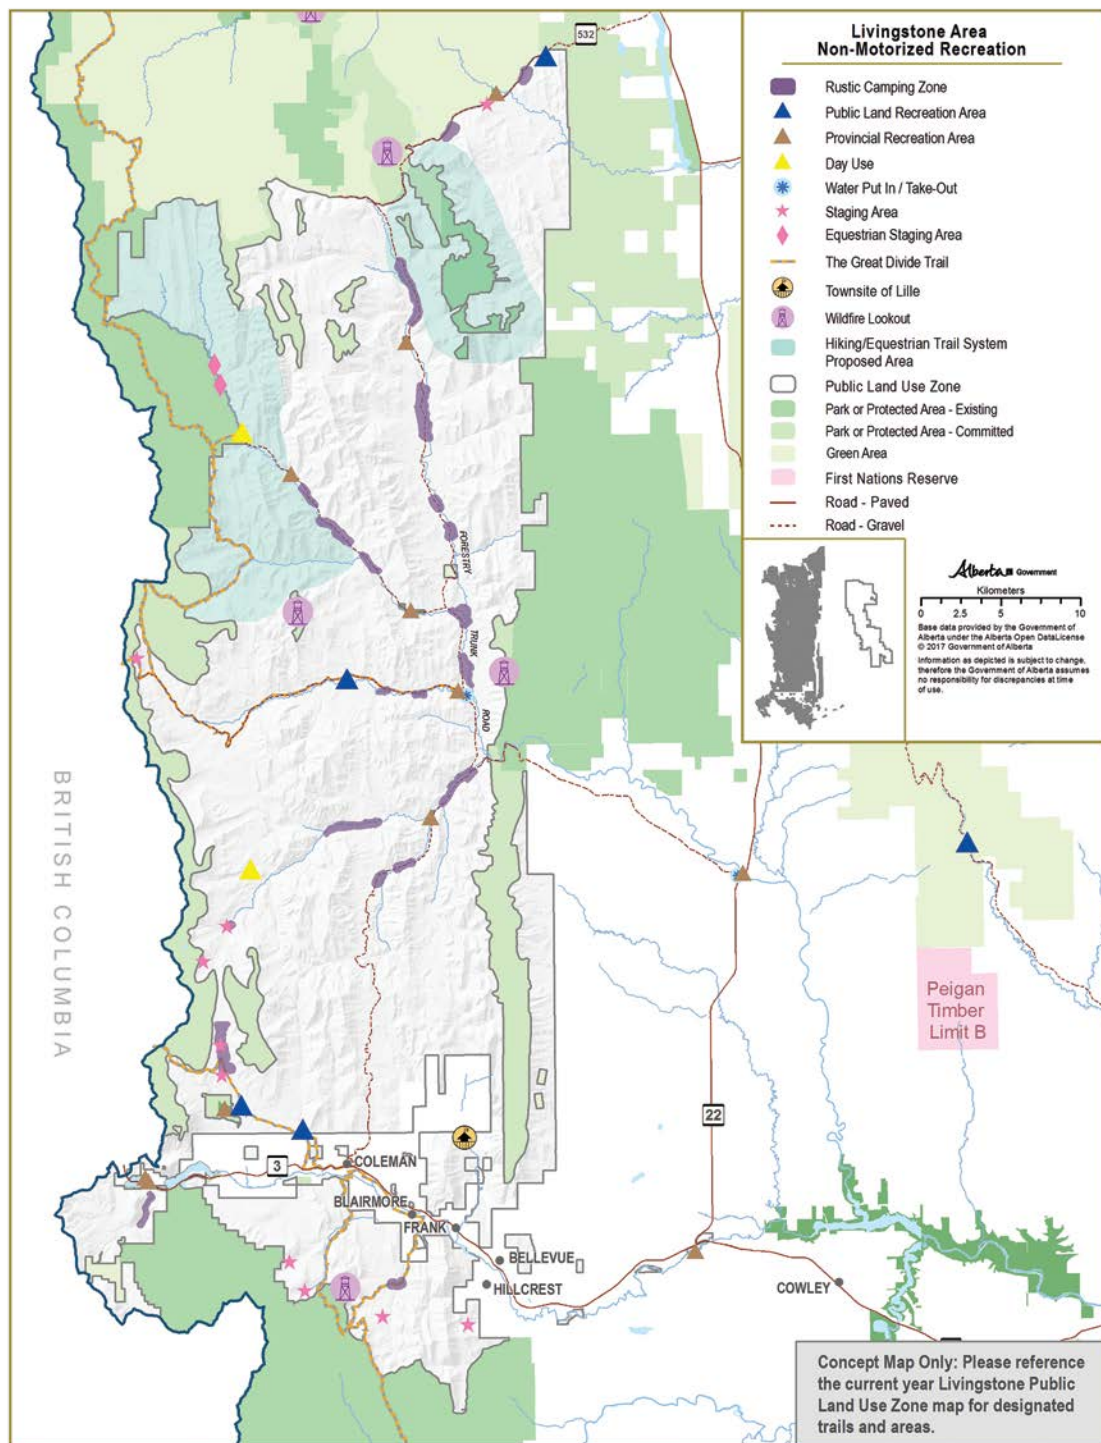 Livingstone Area
Non-Motorized Recreation
Rustic Camping Zone
Public Land Recreation Area
Provincial Recreation Area
Day Use
Water Put In / Take-Out
Staging Area
Equestrian Staging Area
The Great Divide Trail
Townsite of Lille
Wildfire Lookout
Hiking/Equestrian Trail System
Proposed Area
Public Land Use Zone
Park or Protected Area - Existing
Park or Protected Area - Committed
Green Area
First Nations Reserve
Road - Paved
Road - Gravel
Alberta Government
Kilometers
0 2.5 5 10
Base data provided by the Government of
Alberta under the Alberta Open DataLicense
© 2017 Government of Alberta
Information as depicted is subject to change,
therefore the Government of Alberta assumes
no responsibility for discrepancies at time
of use.
532
FORESTRY
TRUNK
ROAD
BRITISH COLUMBIA
Peigan
Timber
Limit B
22
3
COLEMAN
BLAIRMORE
FRANK
BELLEVUE
HILLCREST
COWLEY
Concept Map Only: Please reference
the current year Livingstone Public
Land Use Zone map for designated
trails and areas.